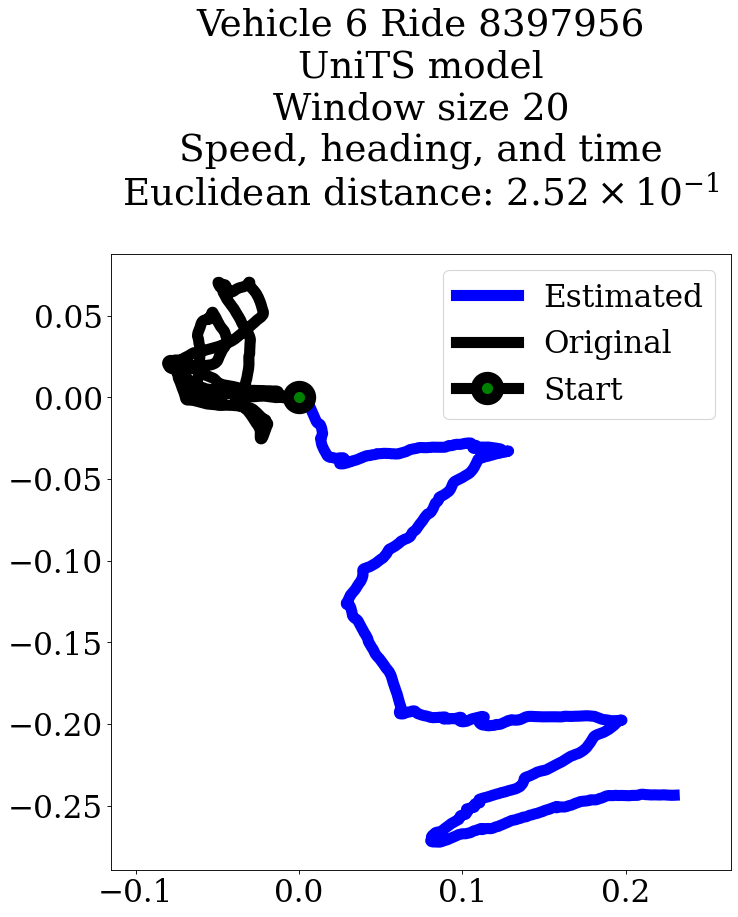 Vehicle 6 Ride 8397956
UniTS model
Window size 20
Speed, heading, and time
Euclidean distance: 2.52 × 10⁻¹
Estimated
Original
Start
0.05
0.00
−0.05
−0.10
−0.15
−0.20
−0.25
−0.1 0.0 0.1 0.2